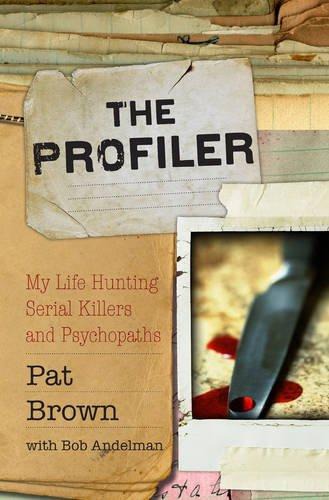 THE
PROFILER
My Life Hunting
Serial Killers
and Psychopaths
Pat
Brown
with Bob Andelman